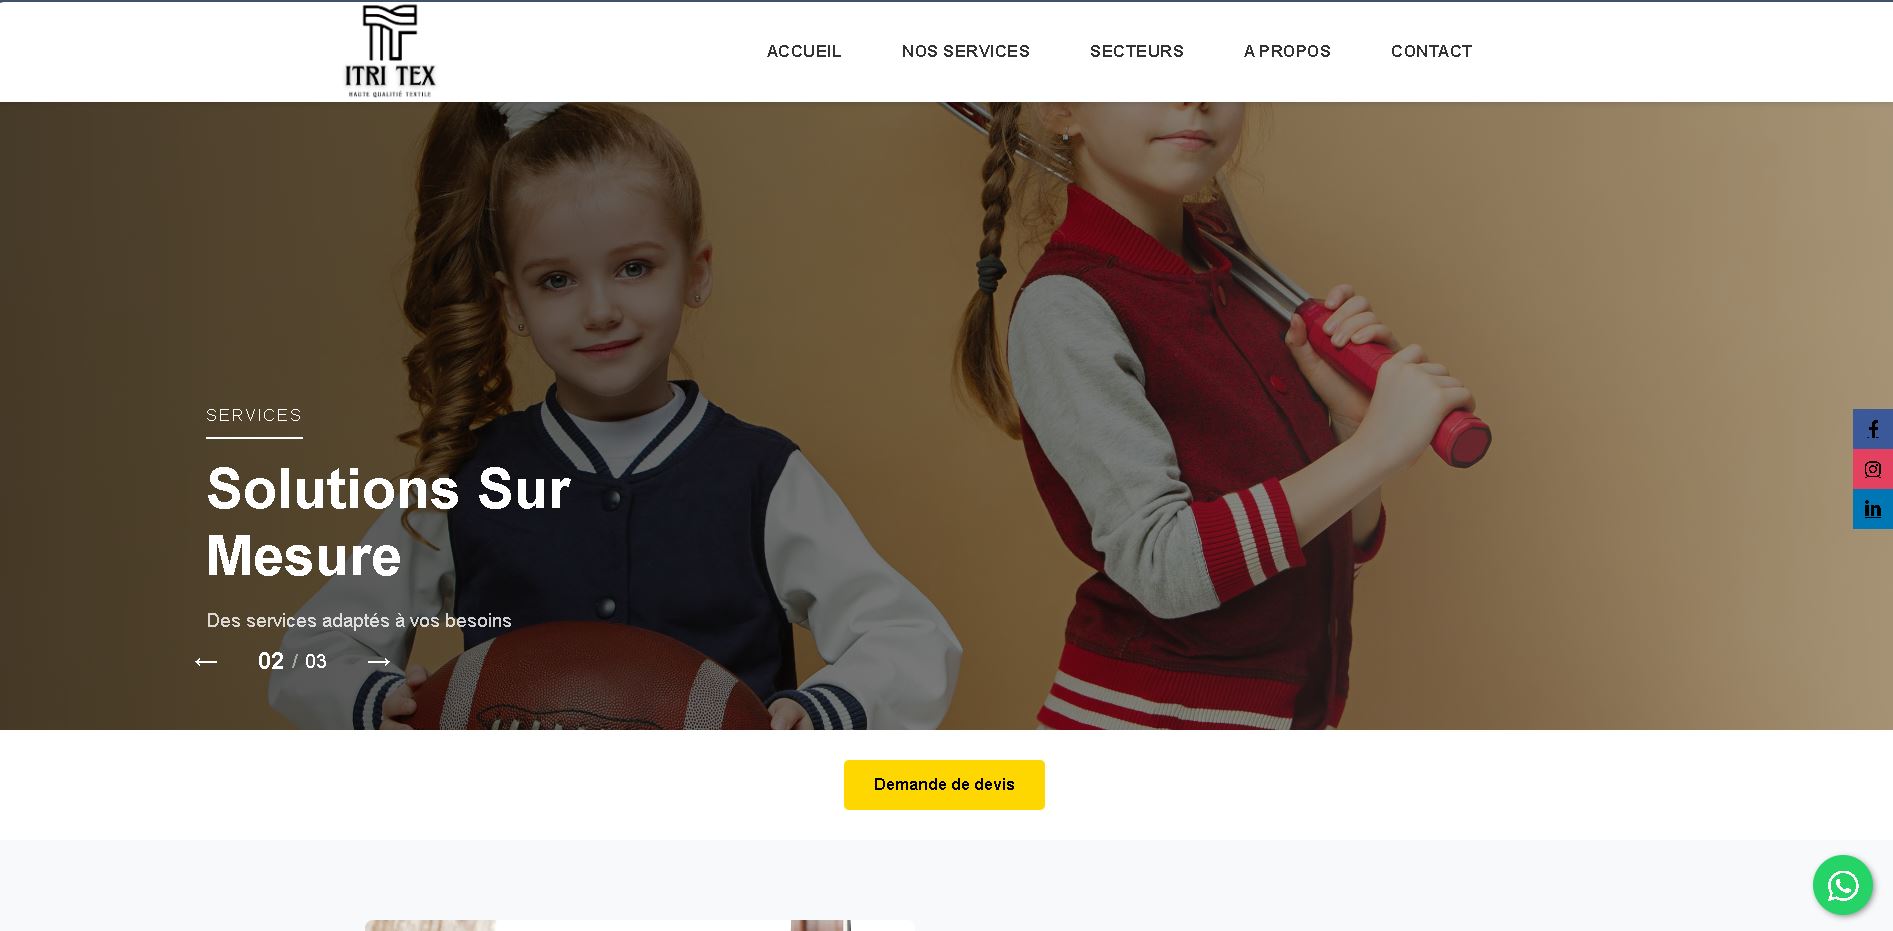 ITRI TEX
HAUTE QUALITIÉ TEXTILE
ACCUEIL
NOS SERVICES
SECTEURS
A PROPOS
CONTACT
SERVICES
Solutions Sur
Mesure
Des services adaptés à vos besoins
02 / 03
Demande de devis